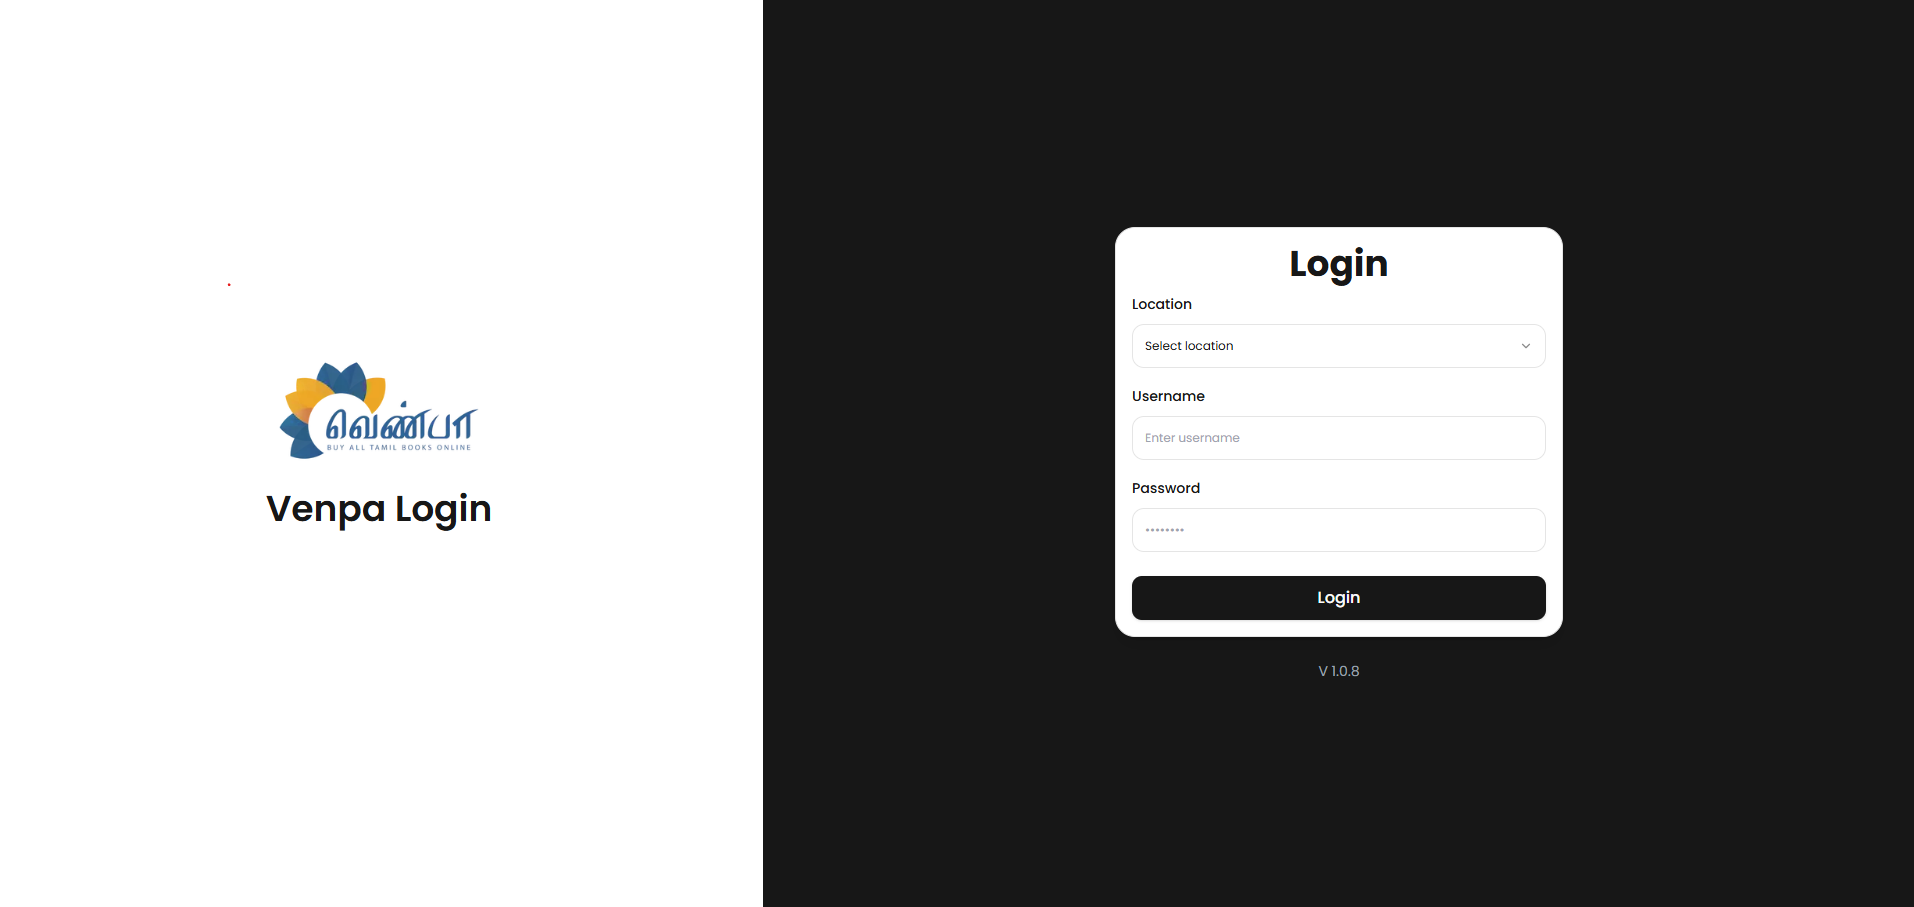 வெண்பா
BUY ALL TAMIL BOOKS ONLINE
Venpa Login
Login
Location
Select location
Username
Enter username
Password
••••••••
Login
V 1.0.8